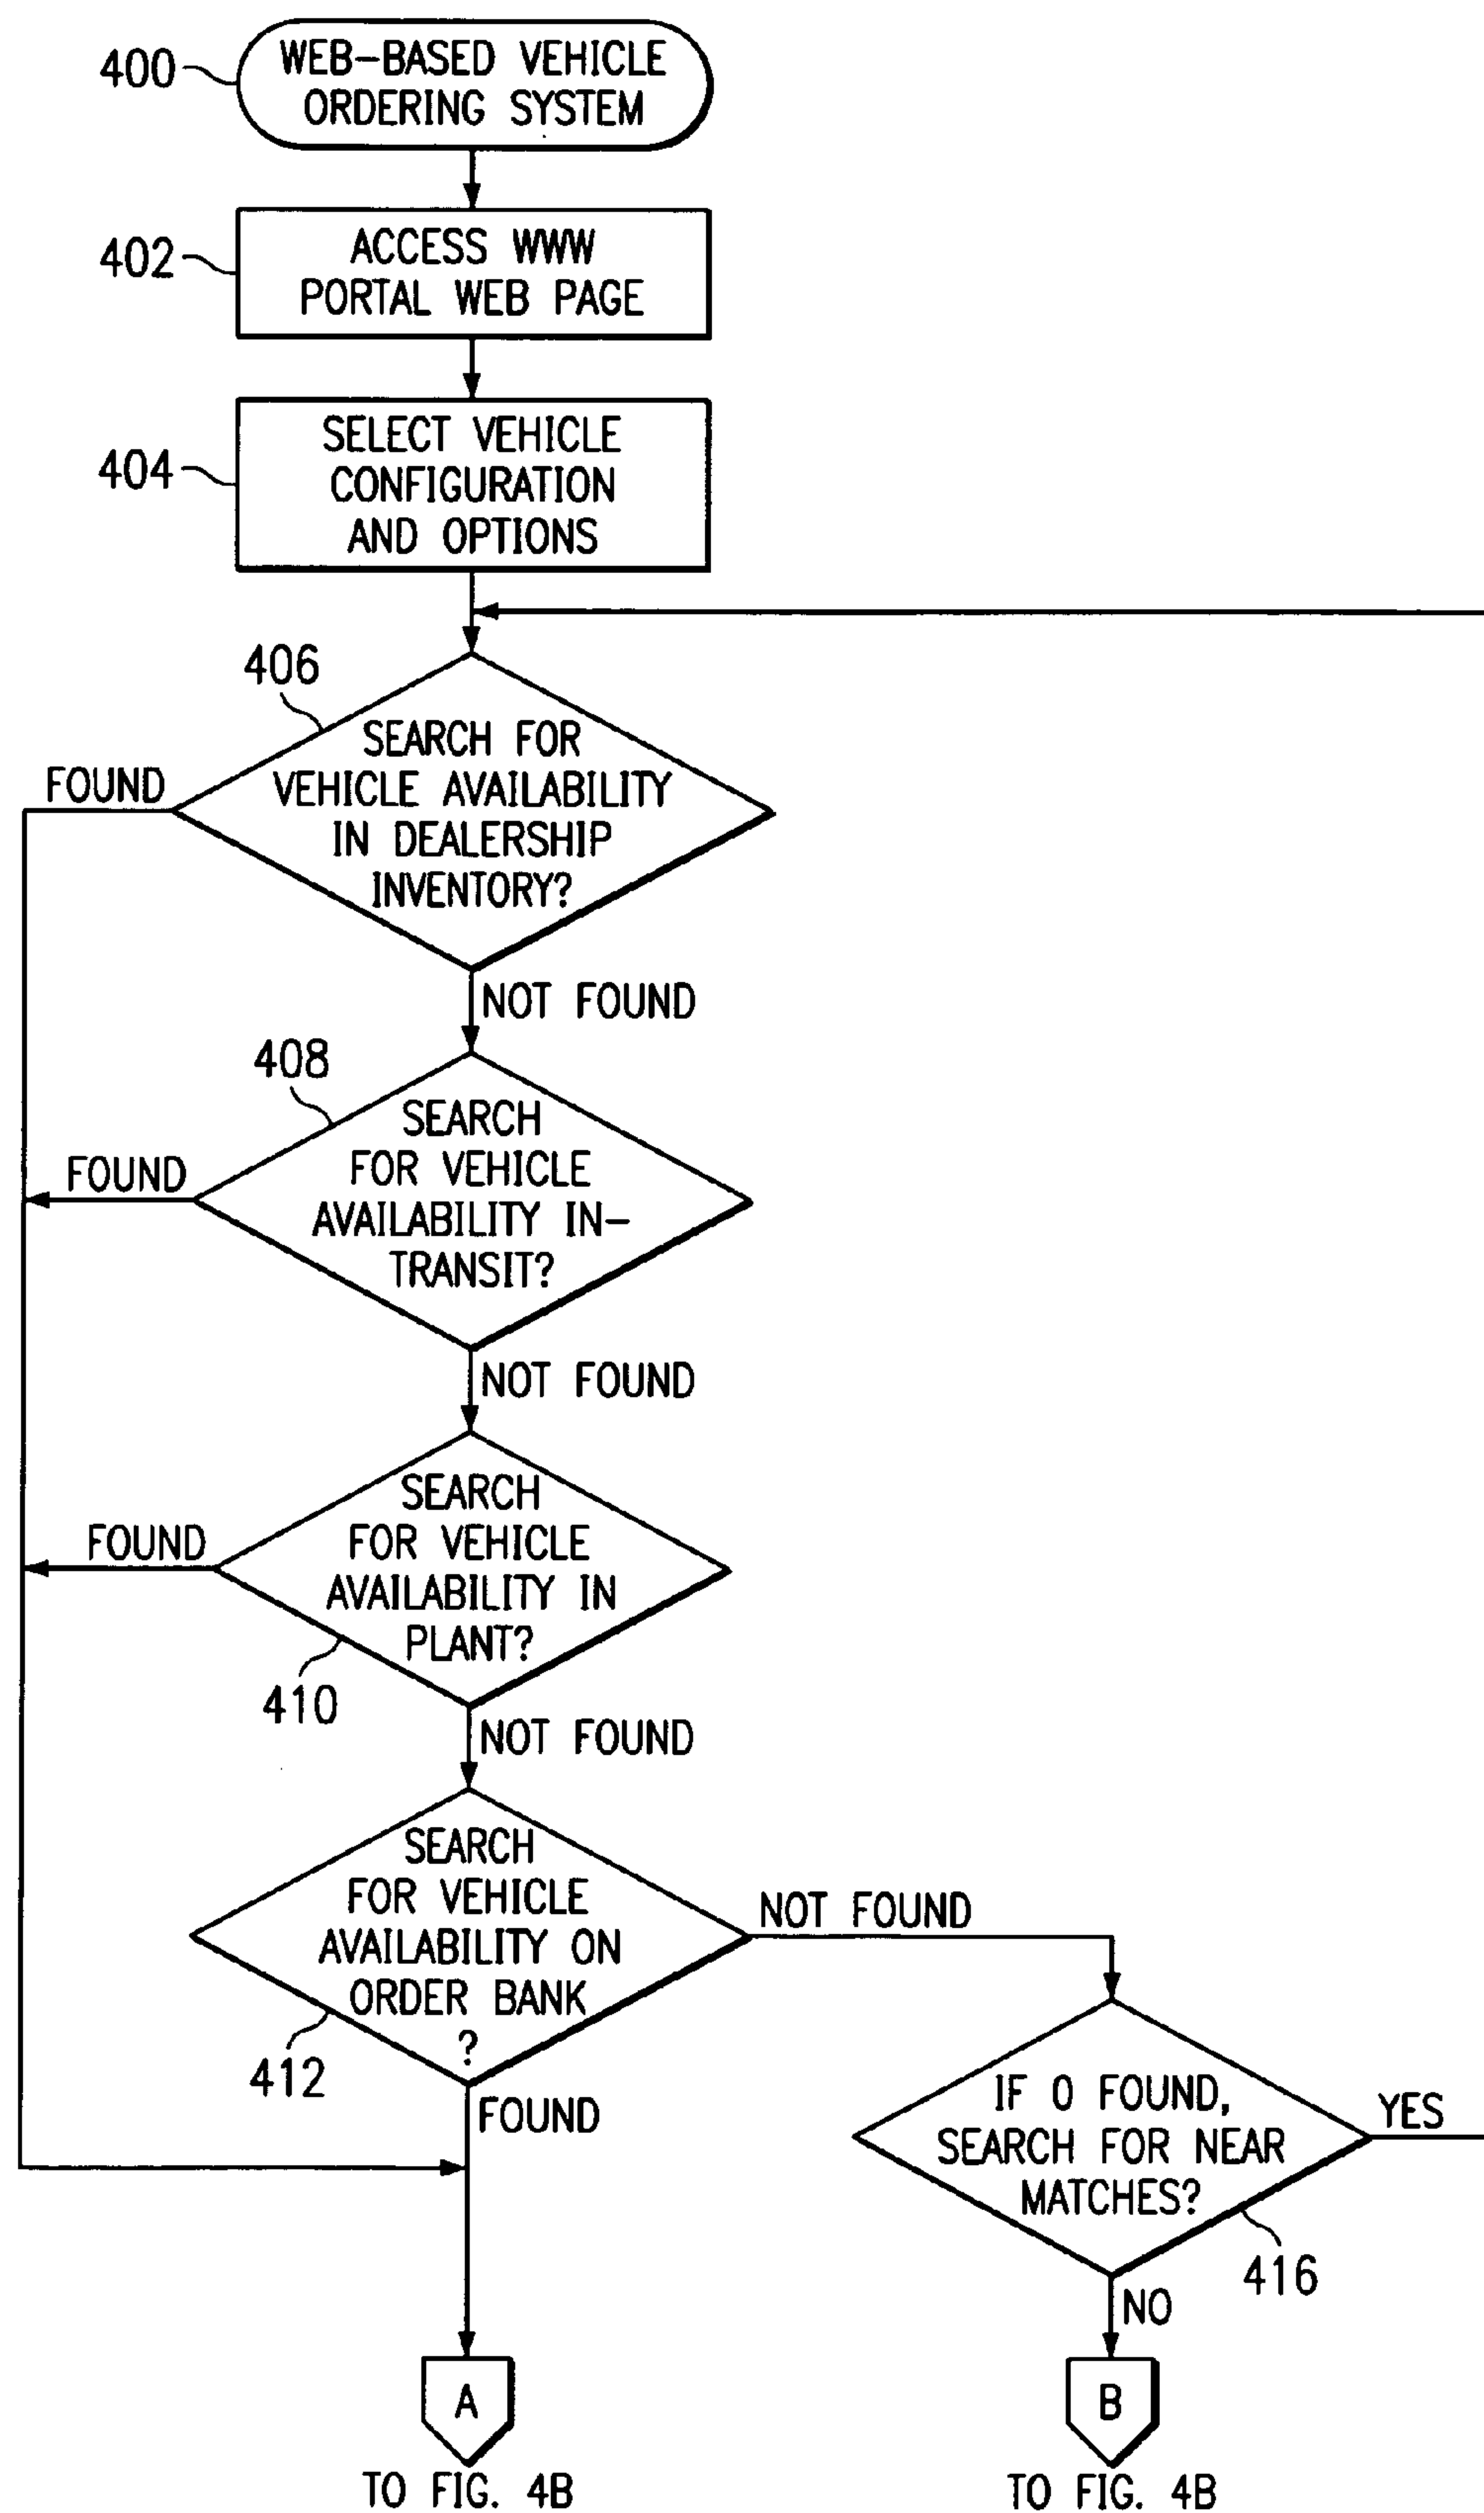 400
WEB-BASED VEHICLE
ORDERING SYSTEM
402
ACCESS WWW
PORTAL WEB PAGE
404
SELECT VEHICLE
CONFIGURATION
AND OPTIONS
406
SEARCH FOR
VEHICLE AVAILABILITY
IN DEALERSHIP
INVENTORY?
FOUND
NOT FOUND
408
SEARCH
FOR VEHICLE
AVAILABILITY IN-
TRANSIT?
FOUND
NOT FOUND
SEARCH
FOR VEHICLE
AVAILABILITY IN
PLANT?
FOUND
410
NOT FOUND
SEARCH
FOR VEHICLE
AVAILABILITY ON
ORDER BANK
?
NOT FOUND
412
FOUND
IF 0 FOUND,
SEARCH FOR NEAR
MATCHES?
YES
416
NO
A
B
TO FIG. 4B
TO FIG. 4B